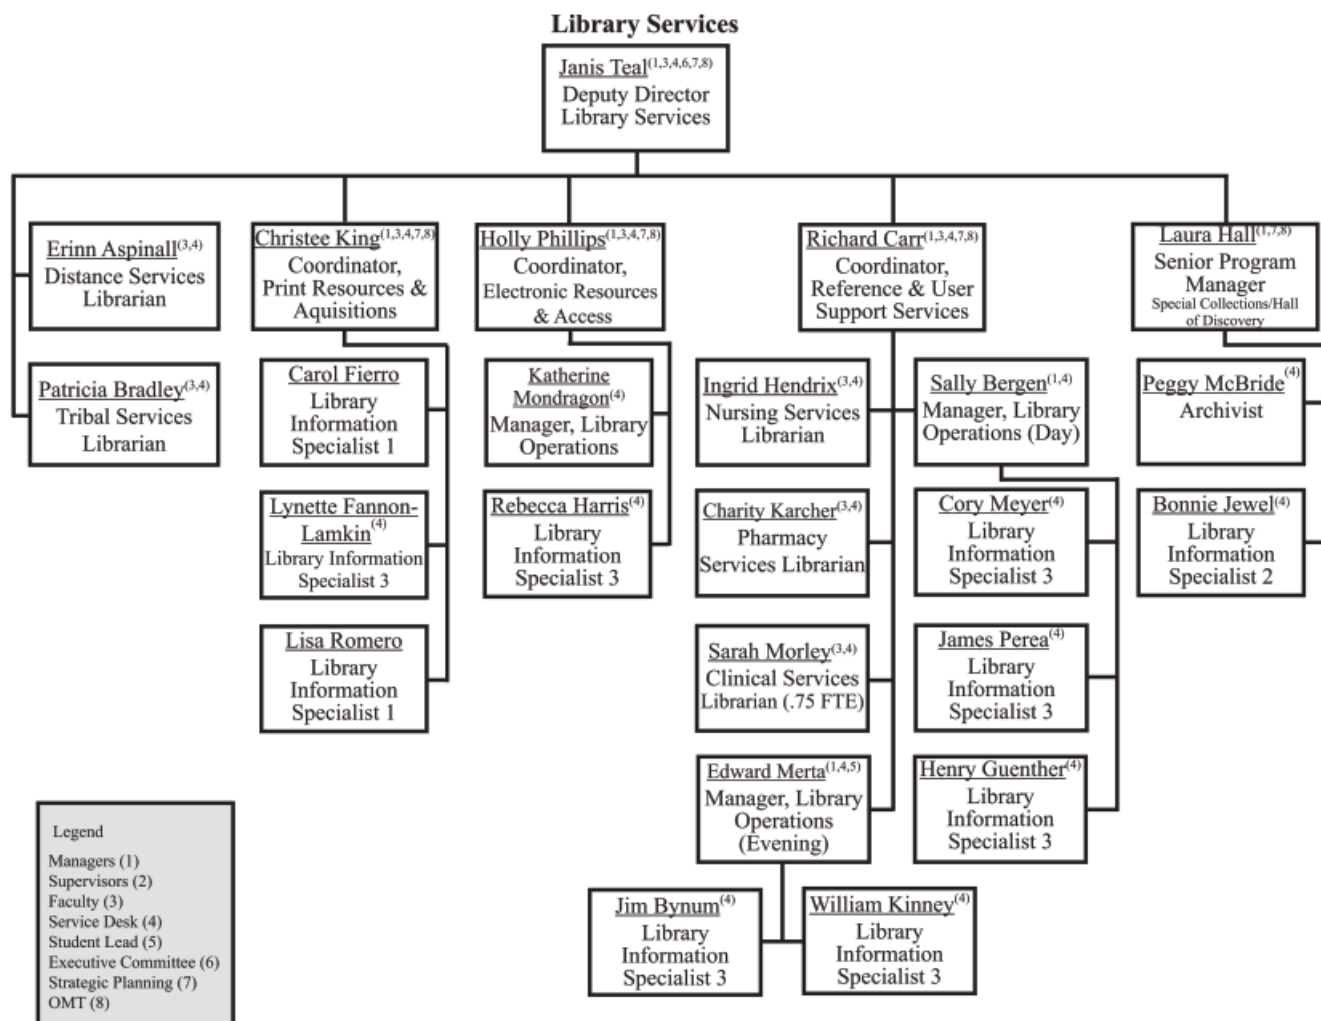 Library Services
Janis Teal(1,3,4,6,7,8)
Deputy Director
Library Services
Erinn Aspinall(3,4)
Distance Services
Librarian
Patricia Bradley(3,4)
Tribal Services
Librarian
Christee King(1,3,4,7,8)
Coordinator,
Print Resources &
Aquisitions
Carol Fierro
Library
Information
Specialist 1
Lynette Fannon-
Lamkin(4)
Library Information
Specialist 3
Lisa Romero
Library
Information
Specialist 1
Holly Phillips(1,3,4,7,8)
Coordinator,
Electronic Resources
& Access
Katherine
Mondragon(4)
Manager, Library
Operations
Rebecca Harris(4)
Library
Information
Specialist 3
Richard Carr(1,3,4,7,8)
Coordinator,
Reference & User
Support Services
Ingrid Hendrix(3,4)
Nursing Services
Librarian
Charity Karcher(3,4)
Pharmacy
Services Librarian
Sarah Morley(3,4)
Clinical Services
Librarian (.75 FTE)
Edward Merta(1,4,5)
Manager, Library
Operations
(Evening)
Jim Bynum(4)
Library
Information
Specialist 3
William Kinney(4)
Library
Information
Specialist 3
Sally Bergen(1,4)
Manager, Library
Operations (Day)
Cory Meyer(4)
Library
Information
Specialist 3
James Perea(4)
Library
Information
Specialist 3
Henry Guenther(4)
Library
Information
Specialist 3
Laura Hall(1,7,8)
Senior Program
Manager
Special Collections/Hall
of Discovery
Peggy McBride(4)
Archivist
Bonnie Jewel(4)
Library
Information
Specialist 2
Legend
Managers (1)
Supervisors (2)
Faculty (3)
Service Desk (4)
Student Lead (5)
Executive Committee (6)
Strategic Planning (7)
OMT (8)